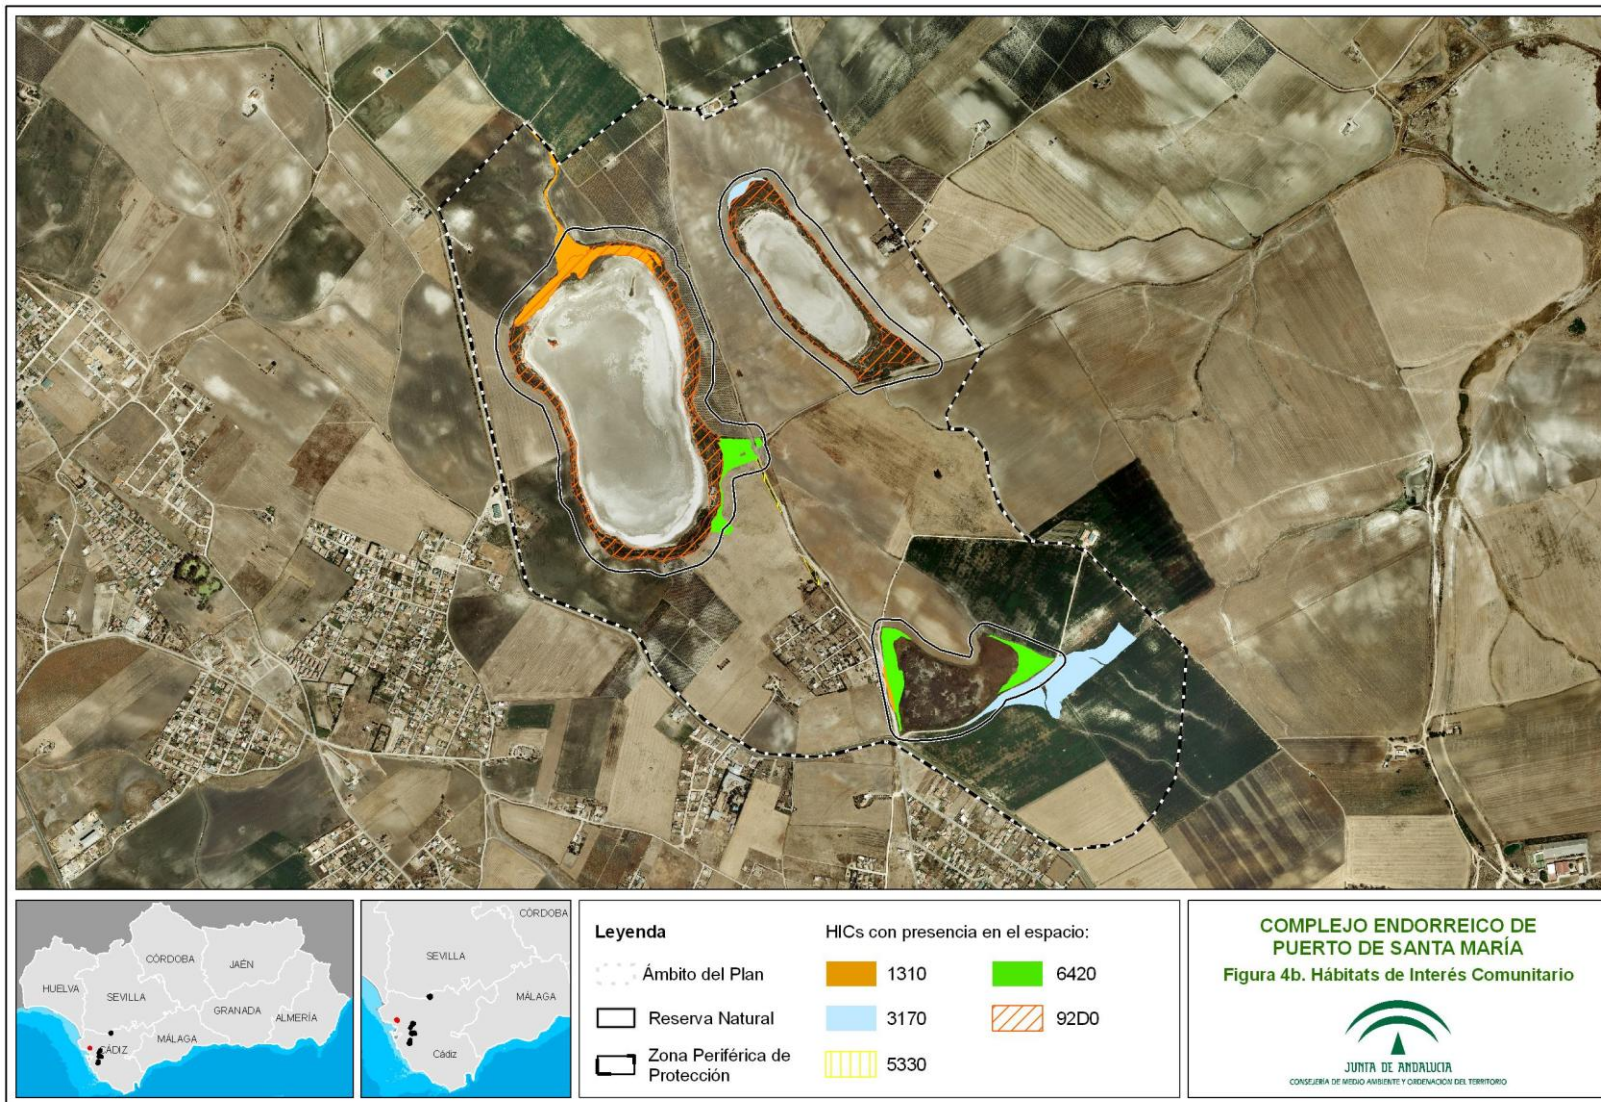 CÓRDOBA
JAÉN
HUELVA
SEVILLA
GRANADA
ALMERÍA
MÁLAGA
CÁDIZ
CÓRDOBA
SEVILLA
MÁLAGA
Cádiz
Leyenda
Ámbito del Plan
Reserva Natural
Zona Periférica de
Protección
HICs con presencia en el espacio:
1310
3170
5330
6420
92D0
COMPLEJO ENDORREICO DE
PUERTO DE SANTA MARÍA
Figura 4b. Hábitats de Interés Comunitario
JUNTA DE ANDALUCIA
CONSEJERÍA DE MEDIO AMBIENTE Y ORDENACIÓN DEL TERRITORIO